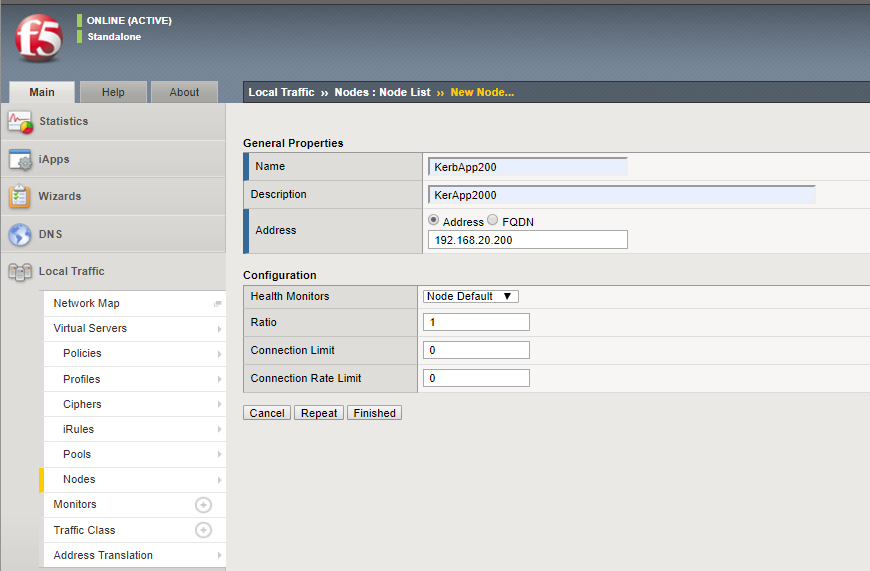 f5
ONLINE (ACTIVE)
Standalone
Main Help About
Local Traffic ›› Nodes : Node List ›› New Node...
Statistics
iApps
Wizards
DNS
Local Traffic
Network Map
Virtual Servers
Policies
Profiles
Ciphers
iRules
Pools
Nodes
Monitors
Traffic Class
Address Translation
General Properties
Name KerbApp200
Description KerApp2000
Address Address FQDN
192.168.20.200
Configuration
Health Monitors Node Default ▼
Ratio 1
Connection Limit 0
Connection Rate Limit 0
Cancel Repeat Finished